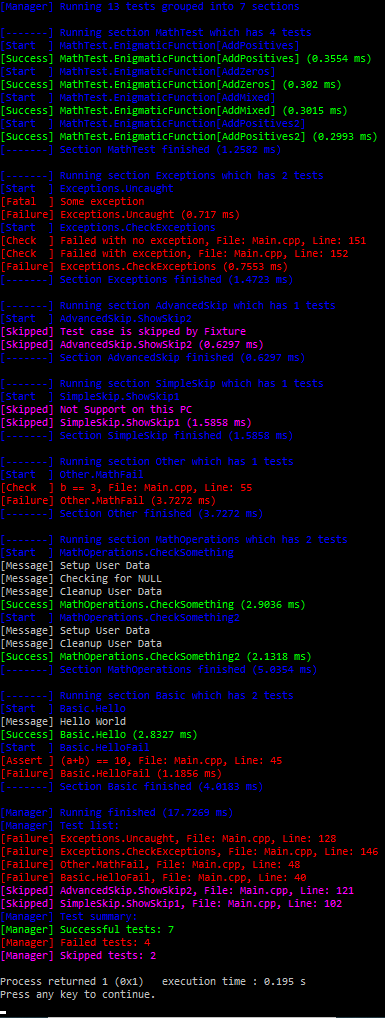 [Manager] Running 13 tests grouped into 7 sections
[-------] Running section MathTest which has 4 tests
[Start  ] MathTest.EnigmaticFunction[AddPositives]
[Success] MathTest.EnigmaticFunction[AddPositives] (0.3554 ms)
[Start  ] MathTest.EnigmaticFunction[AddZeros]
[Success] MathTest.EnigmaticFunction[AddZeros] (0.302 ms)
[Start  ] MathTest.EnigmaticFunction[AddMixed]
[Success] MathTest.EnigmaticFunction[AddMixed] (0.3015 ms)
[Start  ] MathTest.EnigmaticFunction[AddPositives2]
[Success] MathTest.EnigmaticFunction[AddPositives2] (0.2993 ms)
[-------] Section MathTest finished (1.2582 ms)
[-------] Running section Exceptions which has 2 tests
[Start  ] Exceptions.Uncaught
[Fatal  ] Some exception
[Failure] Exceptions.Uncaught (0.717 ms)
[Start  ] Exceptions.CheckExceptions
[Check  ] Failed with no exception, File: Main.cpp, Line: 151
[Check  ] Failed with exception, File: Main.cpp, Line: 152
[Failure] Exceptions.CheckExceptions (0.7553 ms)
[-------] Section Exceptions finished (1.4723 ms)
[-------] Running section AdvancedSkip which has 1 tests
[Start  ] AdvancedSkip.ShowSkip2
[Skipped] Test case is skipped by Fixture
[Skipped] AdvancedSkip.ShowSkip2 (0.6297 ms)
[-------] Section AdvancedSkip finished (0.6297 ms)
[-------] Running section SimpleSkip which has 1 tests
[Start  ] SimpleSkip.ShowSkip1
[Skipped] Not Support on this PC
[Skipped] SimpleSkip.ShowSkip1 (1.5858 ms)
[-------] Section SimpleSkip finished (1.5858 ms)
[-------] Running section Other which has 1 tests
[Start  ] Other.MathFail
[Check  ] b == 3, File: Main.cpp, Line: 55
[Failure] Other.MathFail (3.7272 ms)
[-------] Section Other finished (3.7272 ms)
[-------] Running section MathOperations which has 2 tests
[Start  ] MathOperations.CheckSomething
[Message] Setup User Data
[Message] Checking for NULL
[Message] Cleanup User Data
[Success] MathOperations.CheckSomething (2.9036 ms)
[Start  ] MathOperations.CheckSomething2
[Message] Setup User Data
[Message] Cleanup User Data
[Success] MathOperations.CheckSomething2 (2.1318 ms)
[-------] Section MathOperations finished (5.0354 ms)
[-------] Running section Basic which has 2 tests
[Start  ] Basic.Hello
[Message] Hello World
[Success] Basic.Hello (2.8327 ms)
[Start  ] Basic.HelloFail
[Assert ] (a+b) == 10, File: Main.cpp, Line: 45
[Failure] Basic.HelloFail (1.1856 ms)
[-------] Section Basic finished (4.0183 ms)
[Manager] Running finished (17.7269 ms)
[Manager] Test list:
[Failure] Exceptions.Uncaught, File: Main.cpp, Line: 128
[Failure] Exceptions.CheckExceptions, File: Main.cpp, Line: 146
[Failure] Other.MathFail, File: Main.cpp, Line: 48
[Failure] Basic.HelloFail, File: Main.cpp, Line: 40
[Skipped] AdvancedSkip.ShowSkip2, File: Main.cpp, Line: 121
[Skipped] SimpleSkip.ShowSkip1, File: Main.cpp, Line: 102
[Manager] Test summary:
[Manager] Successful tests: 7
[Manager] Failed tests: 4
[Manager] Skipped tests: 2
Process returned 1 (0x1)   execution time : 0.195 s
Press any key to continue.